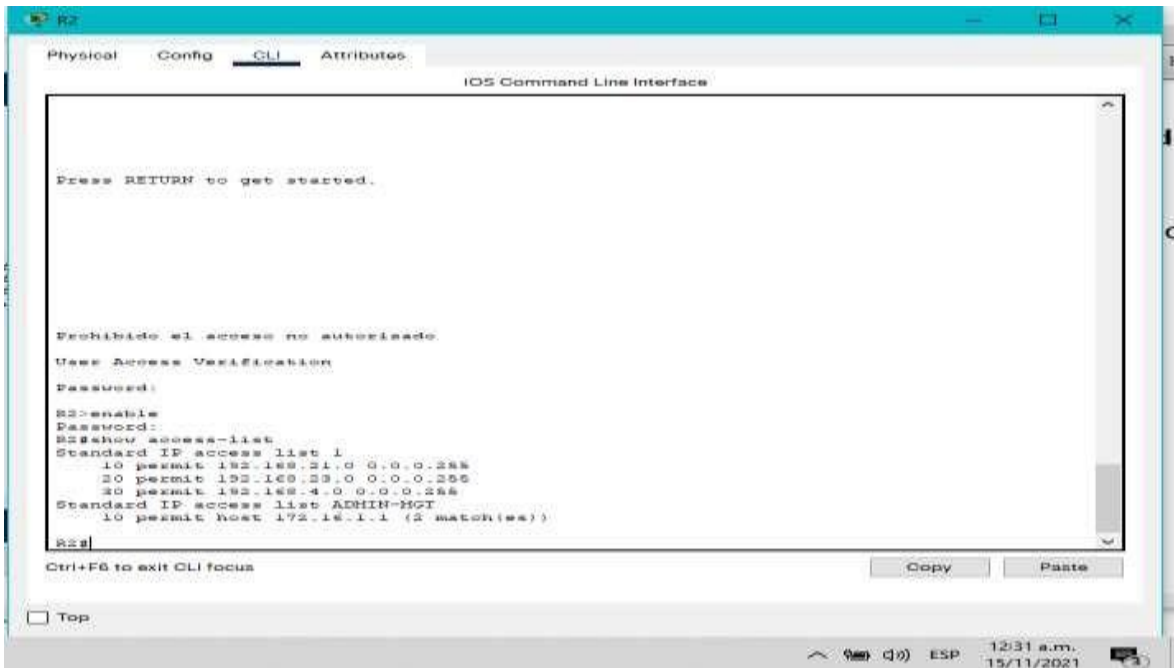 R2
Physical Config CLI Attributes
IOS Command Line Interface
Press RETURN to get started.
Prohibido el acceso no autorizado
User Access Verification
Password:
R2>enable
Password:
R2#show access-list
Standard IP access list 1
10 permit 192.168.21.0 0.0.0.255
20 permit 192.168.23.0 0.0.0.255
30 permit 192.168.4.0 0.0.0.255
Standard IP access list ADMIN-MGT
10 permit host 172.16.1.1 (2 match(es))
R2#
Ctrl+F6 to exit CLI focus
Copy Paste
Top
ESP 12:31 a.m.
15/11/2021